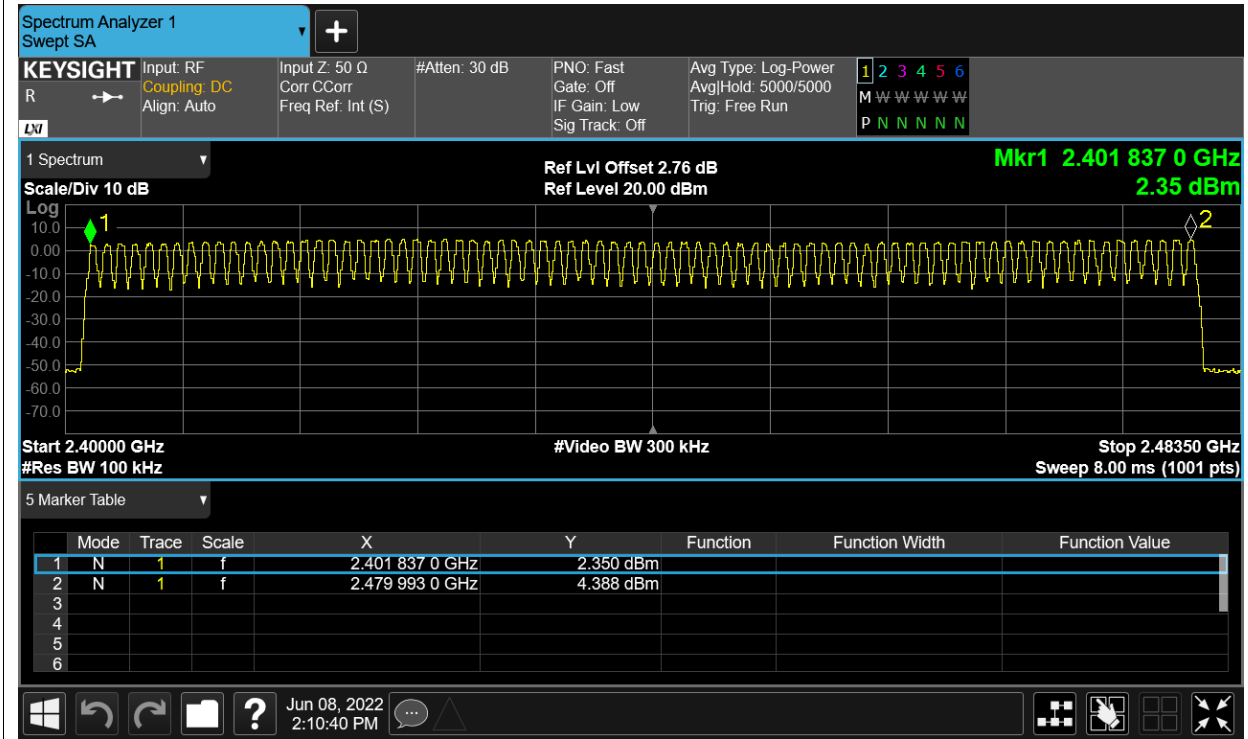 Spectrum Analyzer 1
Swept SA
KEYSIGHT
R
LXI
Input: RF
Coupling: DC
Align: Auto
Input Z: 50 Ω
Corr CCorr
Freq Ref: Int (S)
#Atten: 30 dB
PNO: Fast
Gate: Off
IF Gain: Low
Sig Track: Off
Avg Type: Log-Power
Avg|Hold: 5000/5000
Trig: Free Run
1 2 3 4 5 6
M W W W W W W
P N N N N N N
1 Spectrum
Scale/Div 10 dB
Ref Lvl Offset 2.76 dB
Ref Level 20.00 dBm
Mkr1 2.401 837 0 GHz
2.35 dBm
Log
10.0
0.00
-10.0
-20.0
-30.0
-40.0
-50.0
-60.0
-70.0
1
2
Start 2.40000 GHz
#Res BW 100 kHz
#Video BW 300 kHz
Stop 2.48350 GHz
Sweep 8.00 ms (1001 pts)
5 Marker Table
Mode Trace Scale X Y Function Function Width Function Value
1 N 1 f 2.401 837 0 GHz 2.350 dBm
2 N 1 f 2.479 993 0 GHz 4.388 dBm
3
4
5
6
?
Jun 08, 2022
2:10:40 PM